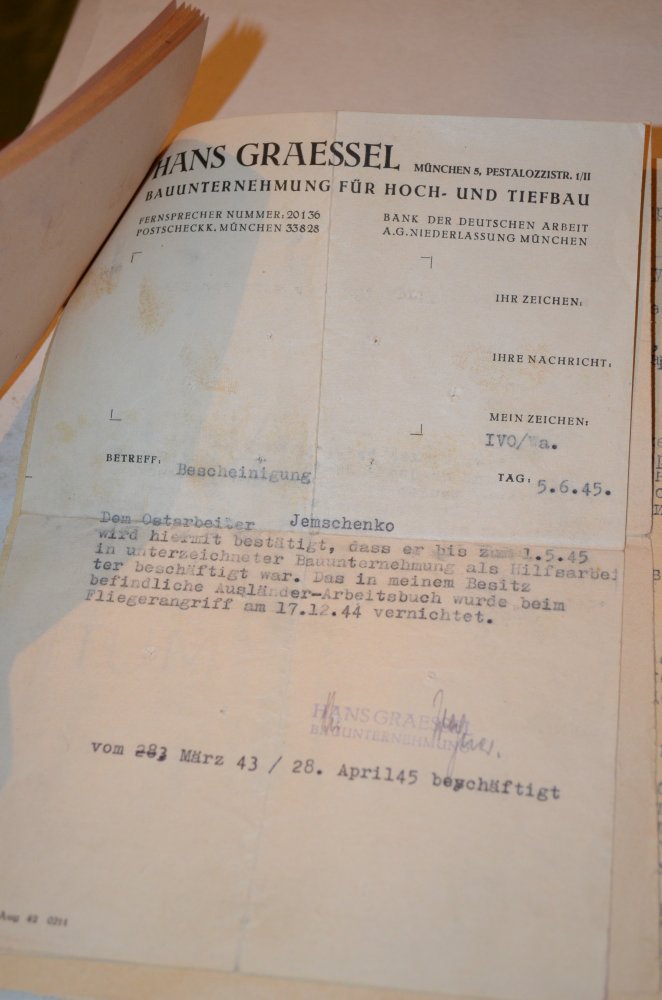 HANS GRAESSEL MÜNCHEN 5, PESTALOZZISTR. 1/II
BAUUNTERNEHMUNG FÜR HOCH- UND TIEFBAU
FERNSPRECHER NUMMER: 20136
POSTSCHECKK. MÜNCHEN 33828
BANK DER DEUTSCHEN ARBEIT
A.G. NIEDERLASSUNG MÜNCHEN
IHR ZEICHEN:
IHRE NACHRICHT:
MEIN ZEICHEN:
IVO/Wa.
BETREFF: Bescheinigung
TAG: 5.6.45.
Dem Ostarbeiter Jemschenko
wird hiermit bestätigt, dass er bis zum 1.5.45
in unterzeichneter Bauunternehmung als Hilfsarbei
ter beschäftigt war. Das in meinem Besitz
befindliche Ausländer-Arbeitsbuch wurde beim
Fliegerangriff am 17.12.44 vernichtet.
HANS GRAESSEL
BAUUNTERNEHMUNG
vom März 43 / 28. April45 beschäftigt
Aug 42 0211